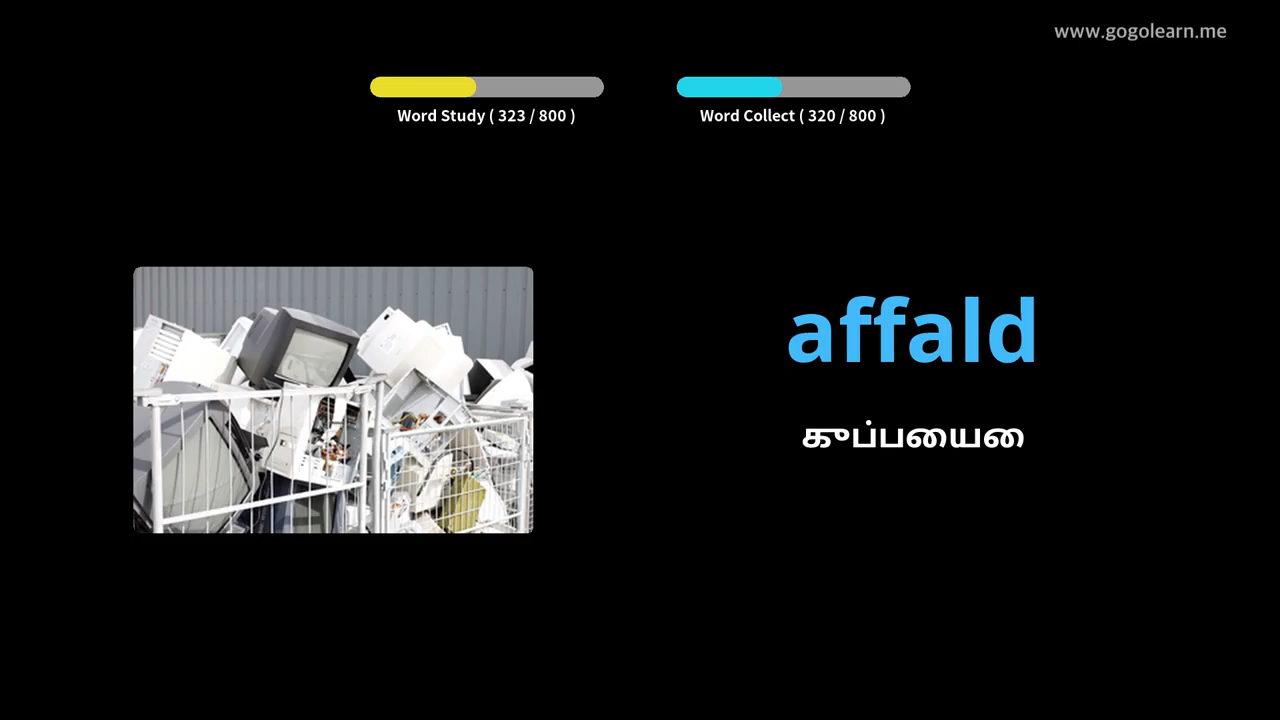 www.gogolearn.me
Word Study ( 323 / 800 )
Word Collect ( 320 / 800 )
affald
குப்பையை